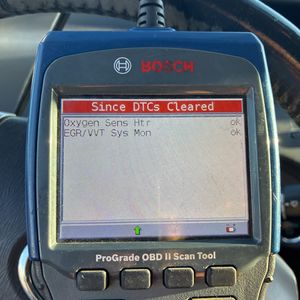 BOSCH
Since DTCs Cleared
Oxygen Sens Htr ok
EGR/VVT Sys Mon ok
ProGrade OBD II Scan Tool